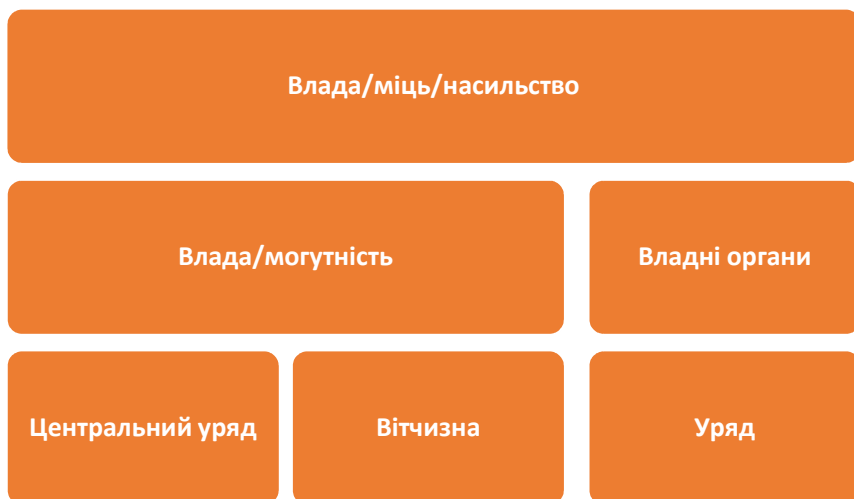 Влада/міць/насильство
Влада/могутність
Владні органи
Центральний уряд
Вітчизна
Уряд